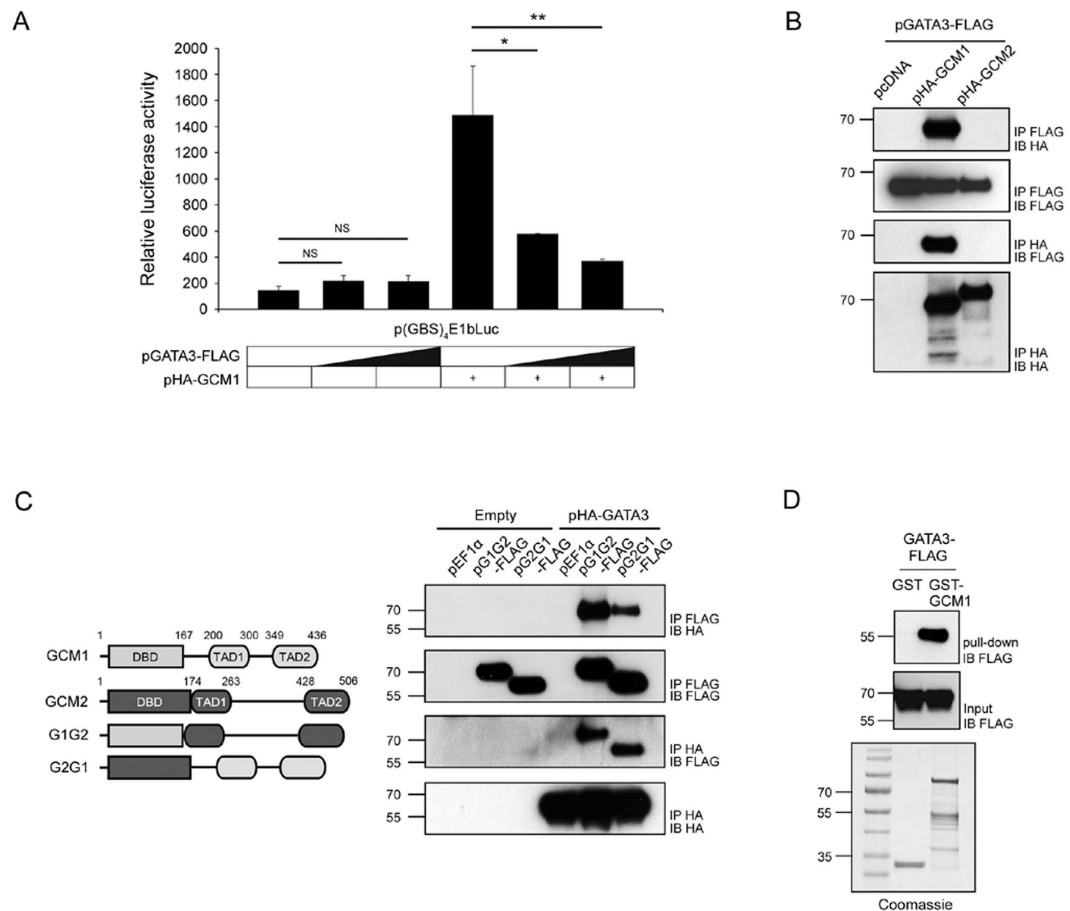 A
Relative luciferase activity
2000
1800
1600
1400
1200
1000
800
600
400
200
0
NS
NS
*
**
p(GBS)4E1bLuc
pGATA3-FLAG
pHA-GCM1 + + +
B
pGATA3-FLAG
pcDNA
pHA-GCM1
pHA-GCM2
70
IP FLAG
IB HA
70
IP FLAG
IB FLAG
70
IP HA
IB FLAG
70
IP HA
IB HA
C
1 167 200 300 349 436
GCM1 DBD TAD1 TAD2
1 174 263 428 506
GCM2 DBD TAD1 TAD2
G1G2
G2G1
Empty pHA-GATA3
pEF1α
pG1G2
-FLAG
pG2G1
-FLAG
pEF1α
pG1G2
-FLAG
pG2G1
-FLAG
70
55
IP FLAG
IB HA
70
55
IP FLAG
IB FLAG
70
55
IP HA
IB FLAG
70
55
IP HA
IB HA
D
GATA3-
FLAG
GST GST-
GCM1
55
pull-down
IB FLAG
70
55
Input
IB FLAG
70
55
35
Coomassie